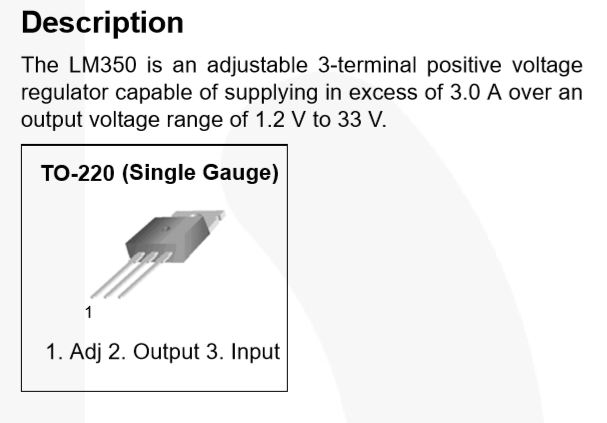 Description
The LM350 is an adjustable 3-terminal positive voltage
regulator capable of supplying in excess of 3.0 A over an
output voltage range of 1.2 V to 33 V.
TO-220 (Single Gauge)
1
1. Adj 2. Output 3. Input